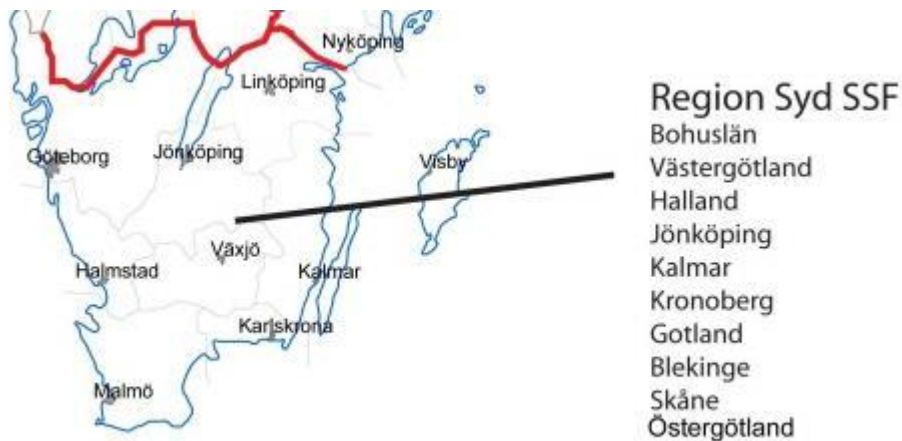 Nyköping
Linköping
Göteborg
Jönköping
Visby
Växjö
Halmstad
Kalmar
Karlskrona
Malmö
Region Syd SSF
Bohuslän
Västergötland
Halland
Jönköping
Kalmar
Kronoberg
Gotland
Blekinge
Skåne
Östergötland